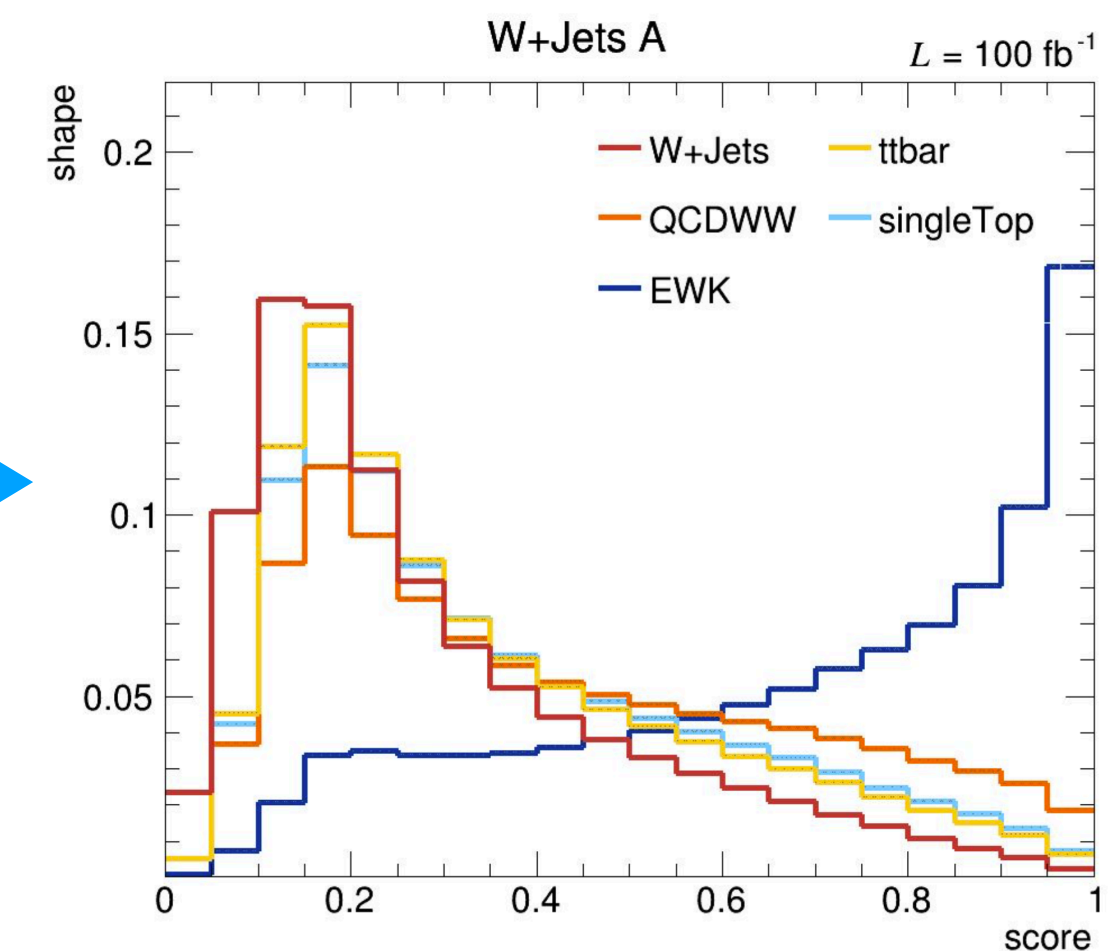 W+Jets A
L = 100 fb⁻¹
shape
W+Jets
ttbar
QCDWW
singleTop
EWK
0.2
0.15
0.1
0.05
0 0.2 0.4 0.6 0.8 1
score